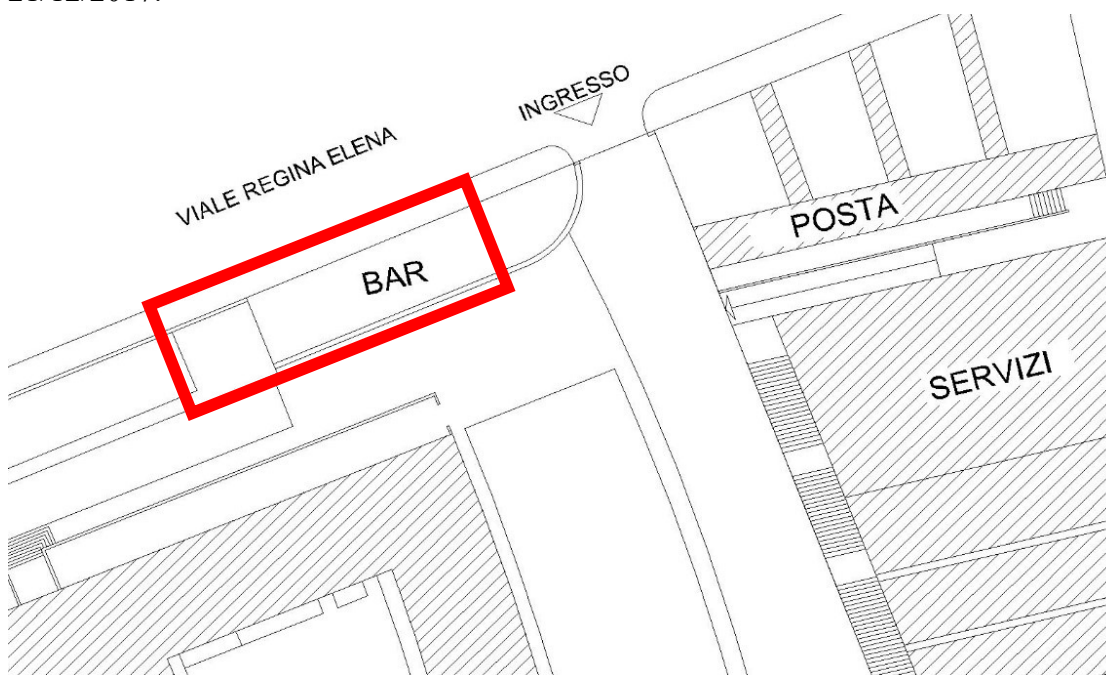 INGRESSO
VIALE REGINA ELENA
POSTA
BAR
SERVIZI